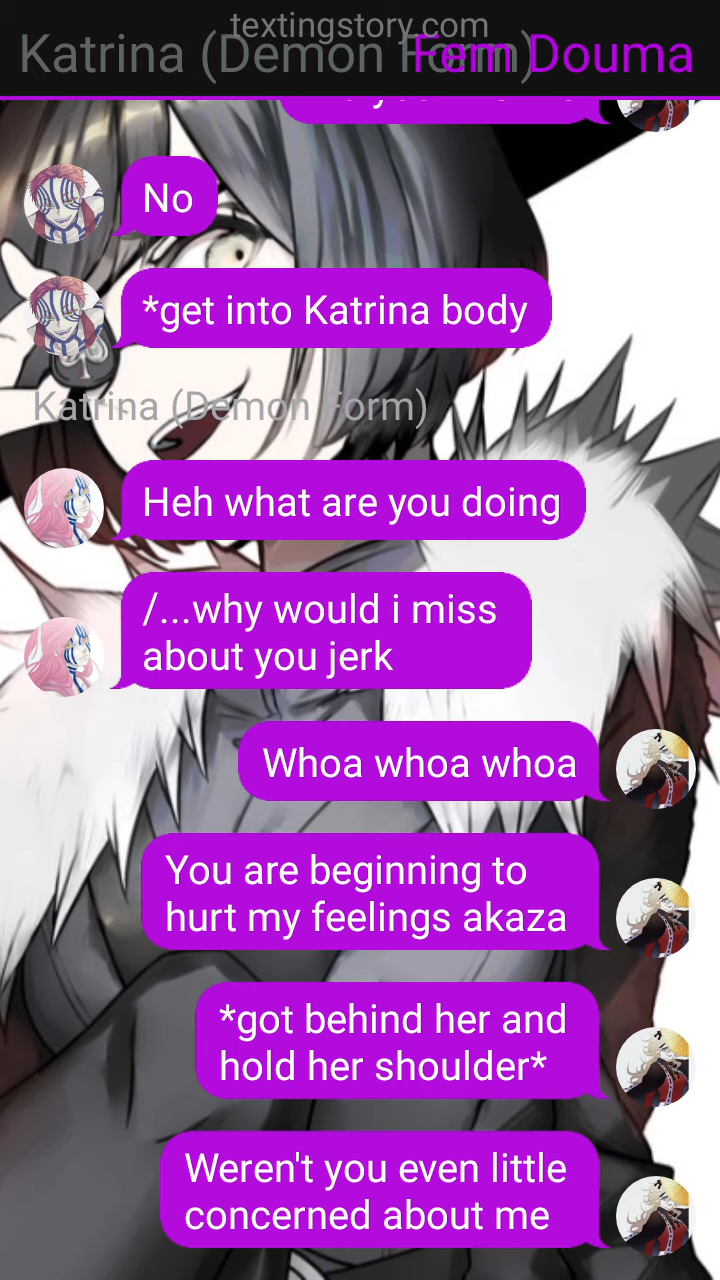 textingstory.com
Katrina (Demon Form)
Fem Douma
No
*get into Katrina body
Katrina (Demon Form)
Heh what are you doing
/...why would i miss
about you jerk
Whoa whoa whoa
You are beginning to
hurt my feelings akaza
*got behind her and
hold her shoulder*
Weren't you even little
concerned about me